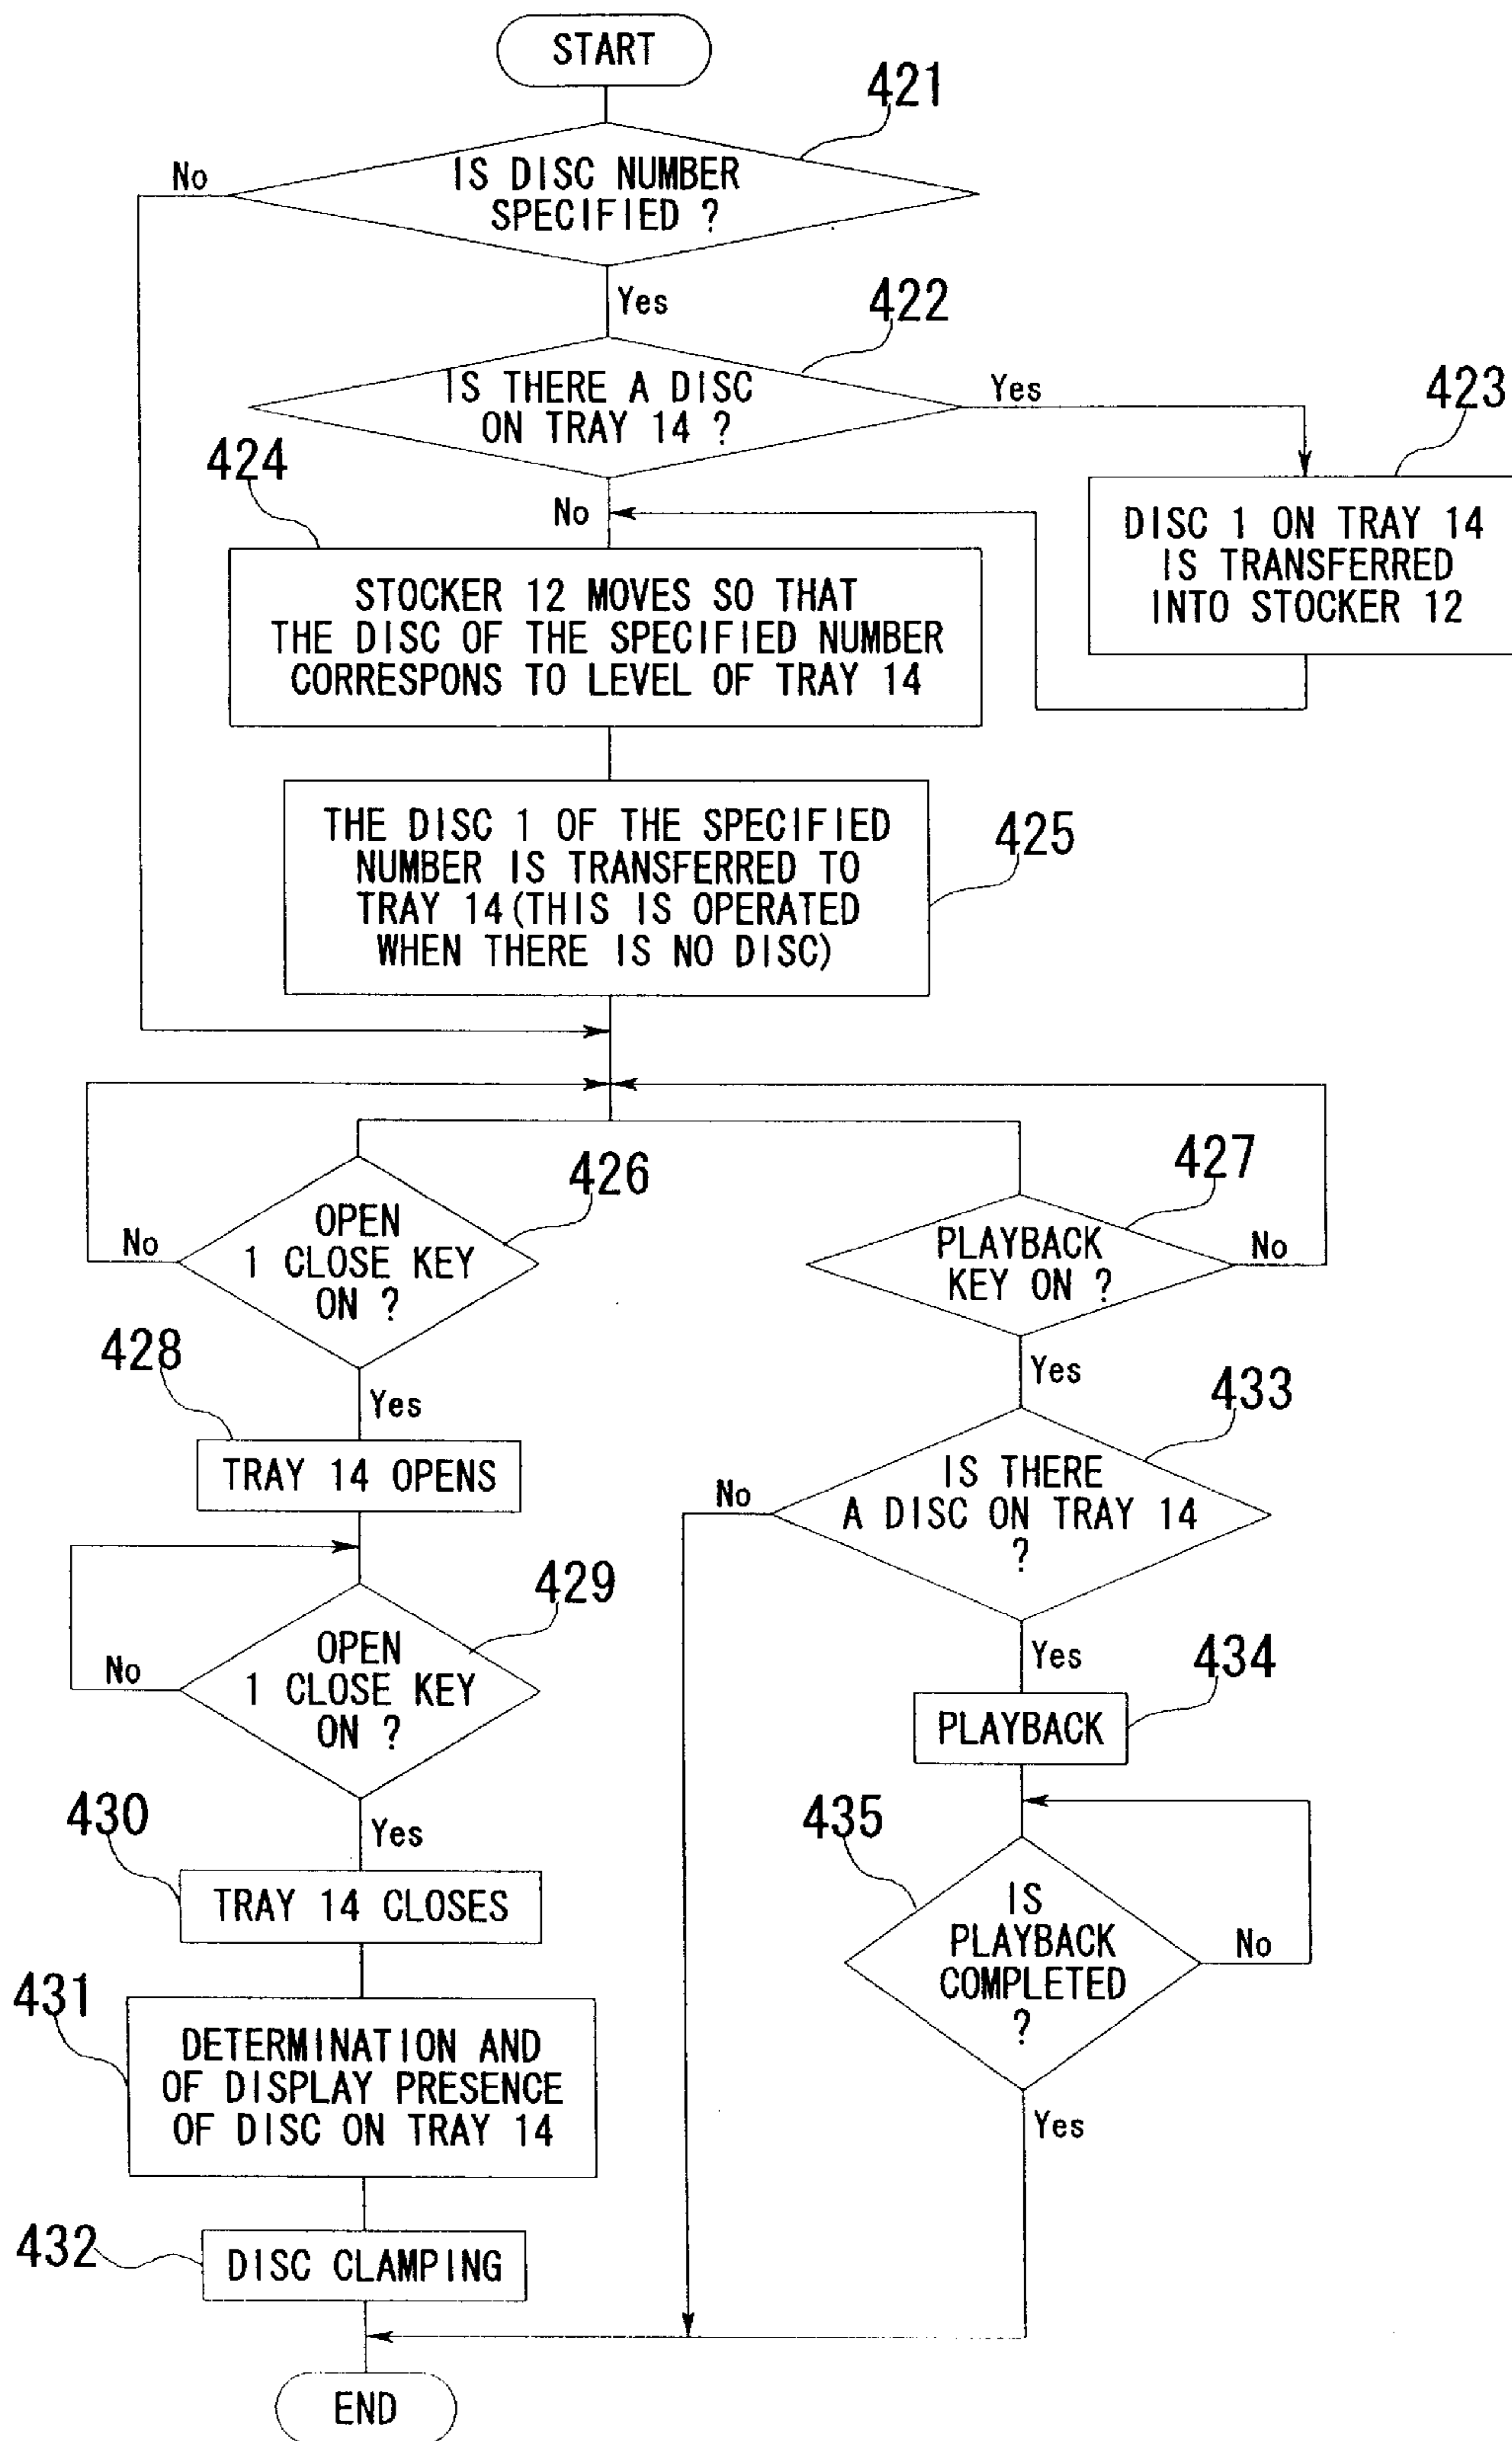 START
421
IS DISC NUMBER
SPECIFIED ?
No
Yes
422
IS THERE A DISC
ON TRAY 14 ?
Yes
423
No
DISC 1 ON TRAY 14
IS TRANSFERRED
INTO STOCKER 12
424
STOCKER 12 MOVES SO THAT
THE DISC OF THE SPECIFIED NUMBER
CORRESPONS TO LEVEL OF TRAY 14
THE DISC 1 OF THE SPECIFIED
NUMBER IS TRANSFERRED TO
TRAY 14(THIS IS OPERATED
WHEN THERE IS NO DISC)
425
426
OPEN
1 CLOSE KEY
ON ?
No
Yes
427
PLAYBACK
KEY ON ?
No
Yes
428
TRAY 14 OPENS
429
OPEN
1 CLOSE KEY
ON ?
No
Yes
430
TRAY 14 CLOSES
431
DETERMINATION AND
OF DISPLAY PRESENCE
OF DISC ON TRAY 14
432
DISC CLAMPING
433
IS THERE
A DISC ON TRAY 14
?
No
Yes
434
PLAYBACK
435
IS
PLAYBACK
COMPLETED
?
No
Yes
END